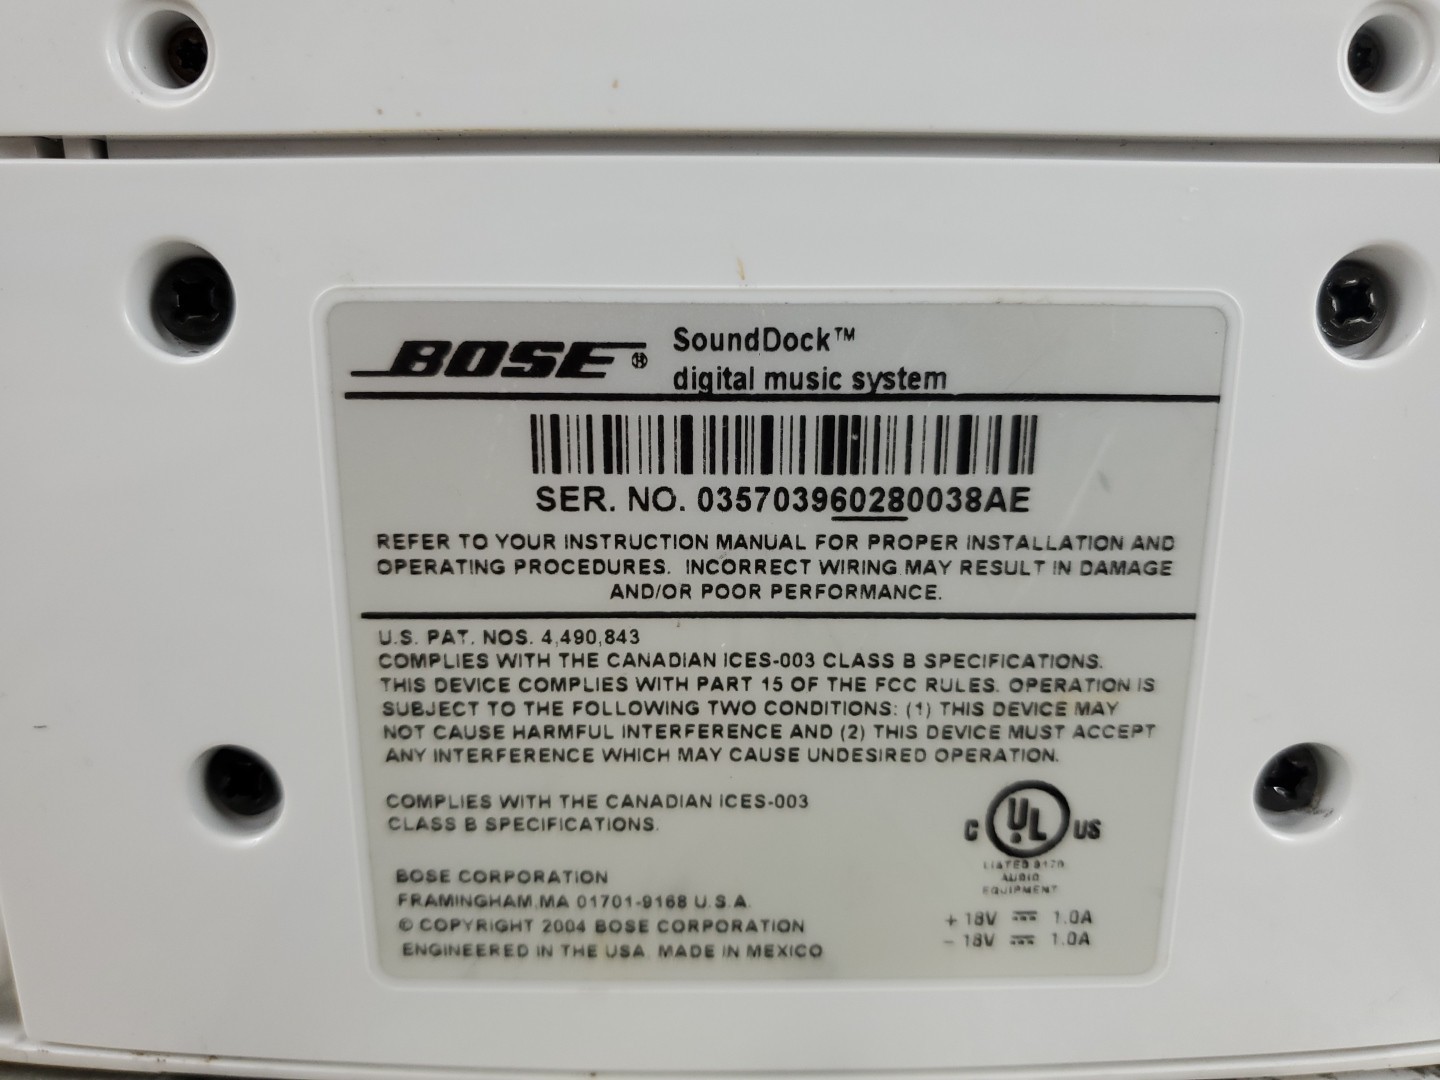 BOSE®
SoundDock™
digital music system
SER. NO. 035703960280038AE
REFER TO YOUR INSTRUCTION MANUAL FOR PROPER INSTALLATION AND
OPERATING PROCEDURES. INCORRECT WIRING MAY RESULT IN DAMAGE
AND/OR POOR PERFORMANCE.
U.S. PAT. NOS. 4,490,843
COMPLIES WITH THE CANADIAN ICES-003 CLASS B SPECIFICATIONS.
THIS DEVICE COMPLIES WITH PART 15 OF THE FCC RULES. OPERATION IS
SUBJECT TO THE FOLLOWING TWO CONDITIONS: (1) THIS DEVICE MAY
NOT CAUSE HARMFUL INTERFERENCE AND (2) THIS DEVICE MUST ACCEPT
ANY INTERFERENCE WHICH MAY CAUSE UNDESIRED OPERATION.
COMPLIES WITH THE CANADIAN ICES-003
CLASS B SPECIFICATIONS.
BOSE CORPORATION
FRAMINGHAM,MA 01701-9168 U.S.A.
© COPYRIGHT 2004 BOSE CORPORATION
ENGINEERED IN THE USA. MADE IN MEXICO
C UL US
LISTED
AUDIO
EQUIPMENT
+ 18V ⎓ 1.0A
- 18V ⎓ 1.0A